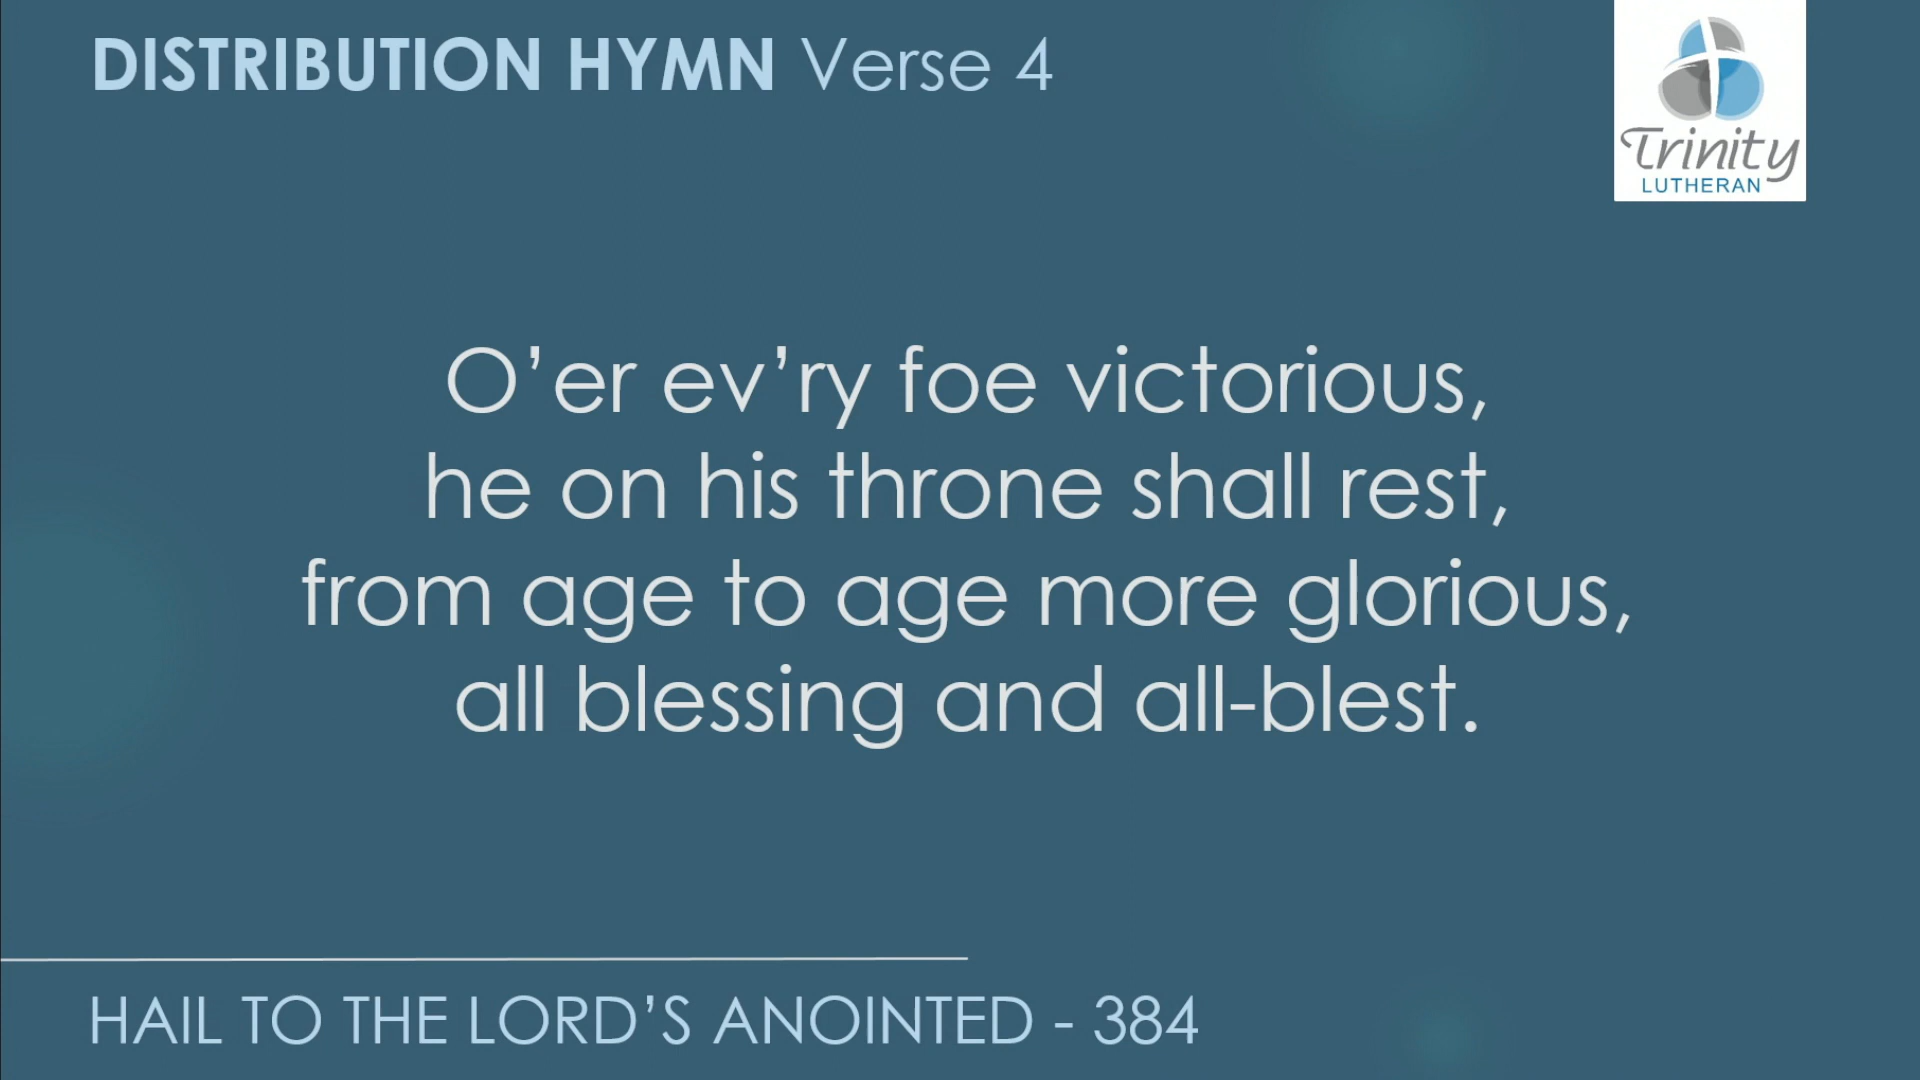 DISTRIBUTION HYMN Verse 4
Trinity
LUTHERAN
O’er ev’ry foe victorious,
he on his throne shall rest,
from age to age more glorious,
all blessing and all-blest.
HAIL TO THE LORD’S ANOINTED - 384